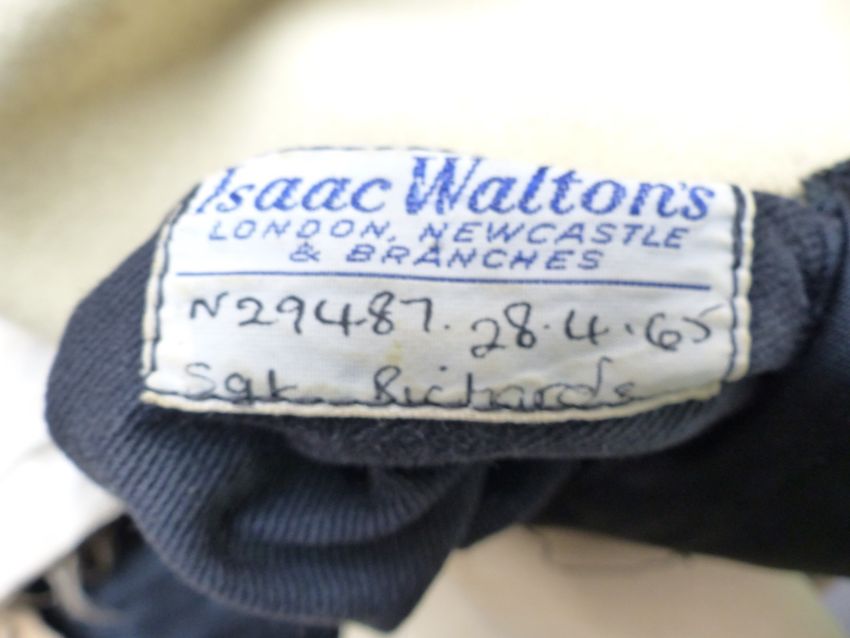 Isaac Walton's
LONDON, NEWCASTLE
& BRANCHES
N29487. 28.4.65
Sgt. Richards